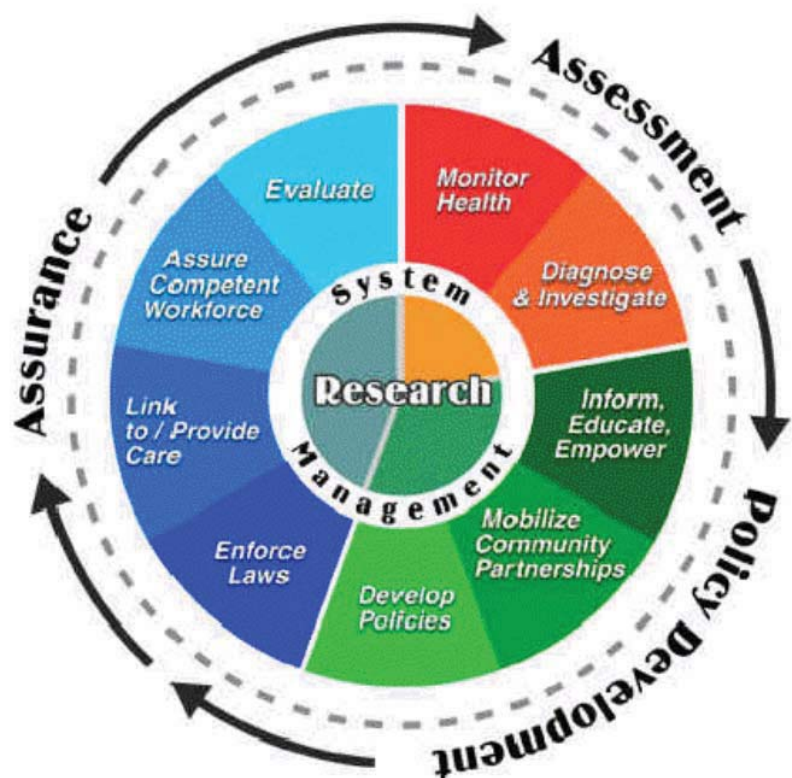 Assessment
Policy Development
Assurance
Monitor
Health
Diagnose
& Investigate
Inform,
Educate,
Empower
Mobilize
Community
Partnerships
Develop
Policies
Enforce
Laws
Link
to / Provide
Care
Assure
Competent
Workforce
Evaluate
System
Management
Research